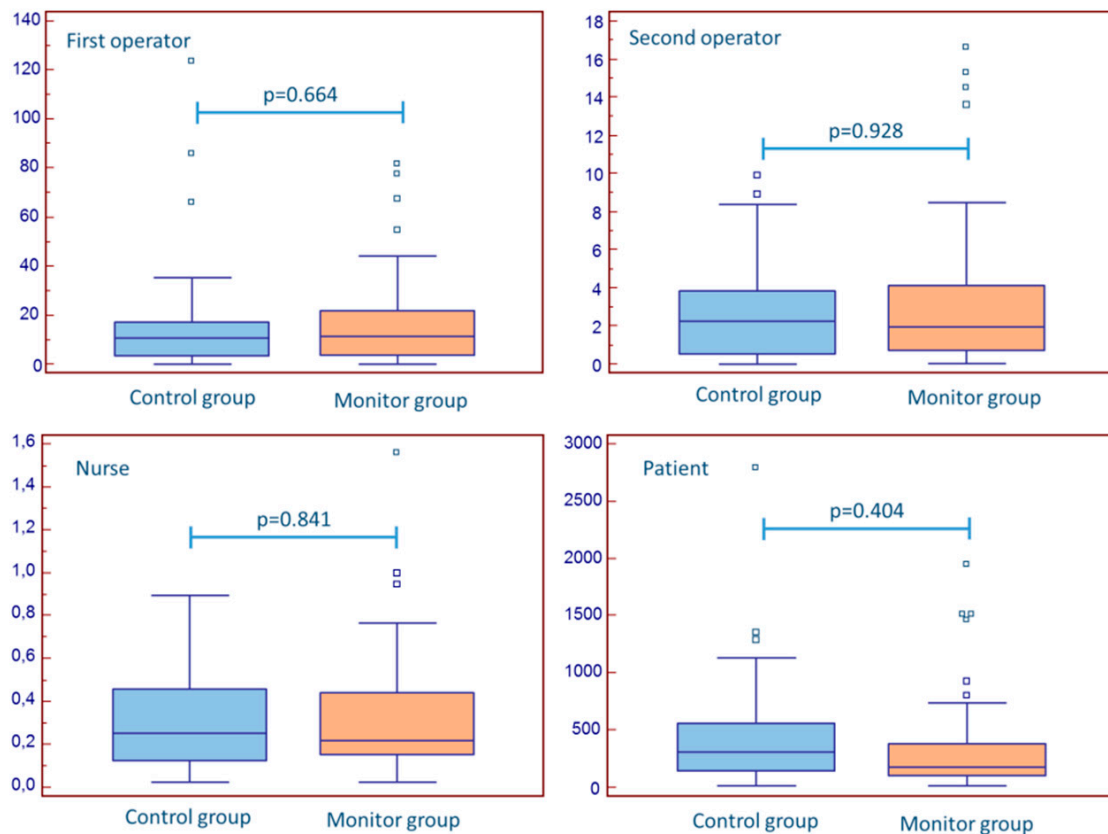 First operator
140
120
100
80
60
40
20
0
p=0.664
Control group
Monitor group
Second operator
18
16
14
12
10
8
6
4
2
0
p=0.928
Control group
Monitor group
Nurse
1,6
1,4
1,2
1,0
0,8
0,6
0,4
0,2
0,0
p=0.841
Control group
Monitor group
Patient
3000
2500
2000
1500
1000
500
0
p=0.404
Control group
Monitor group